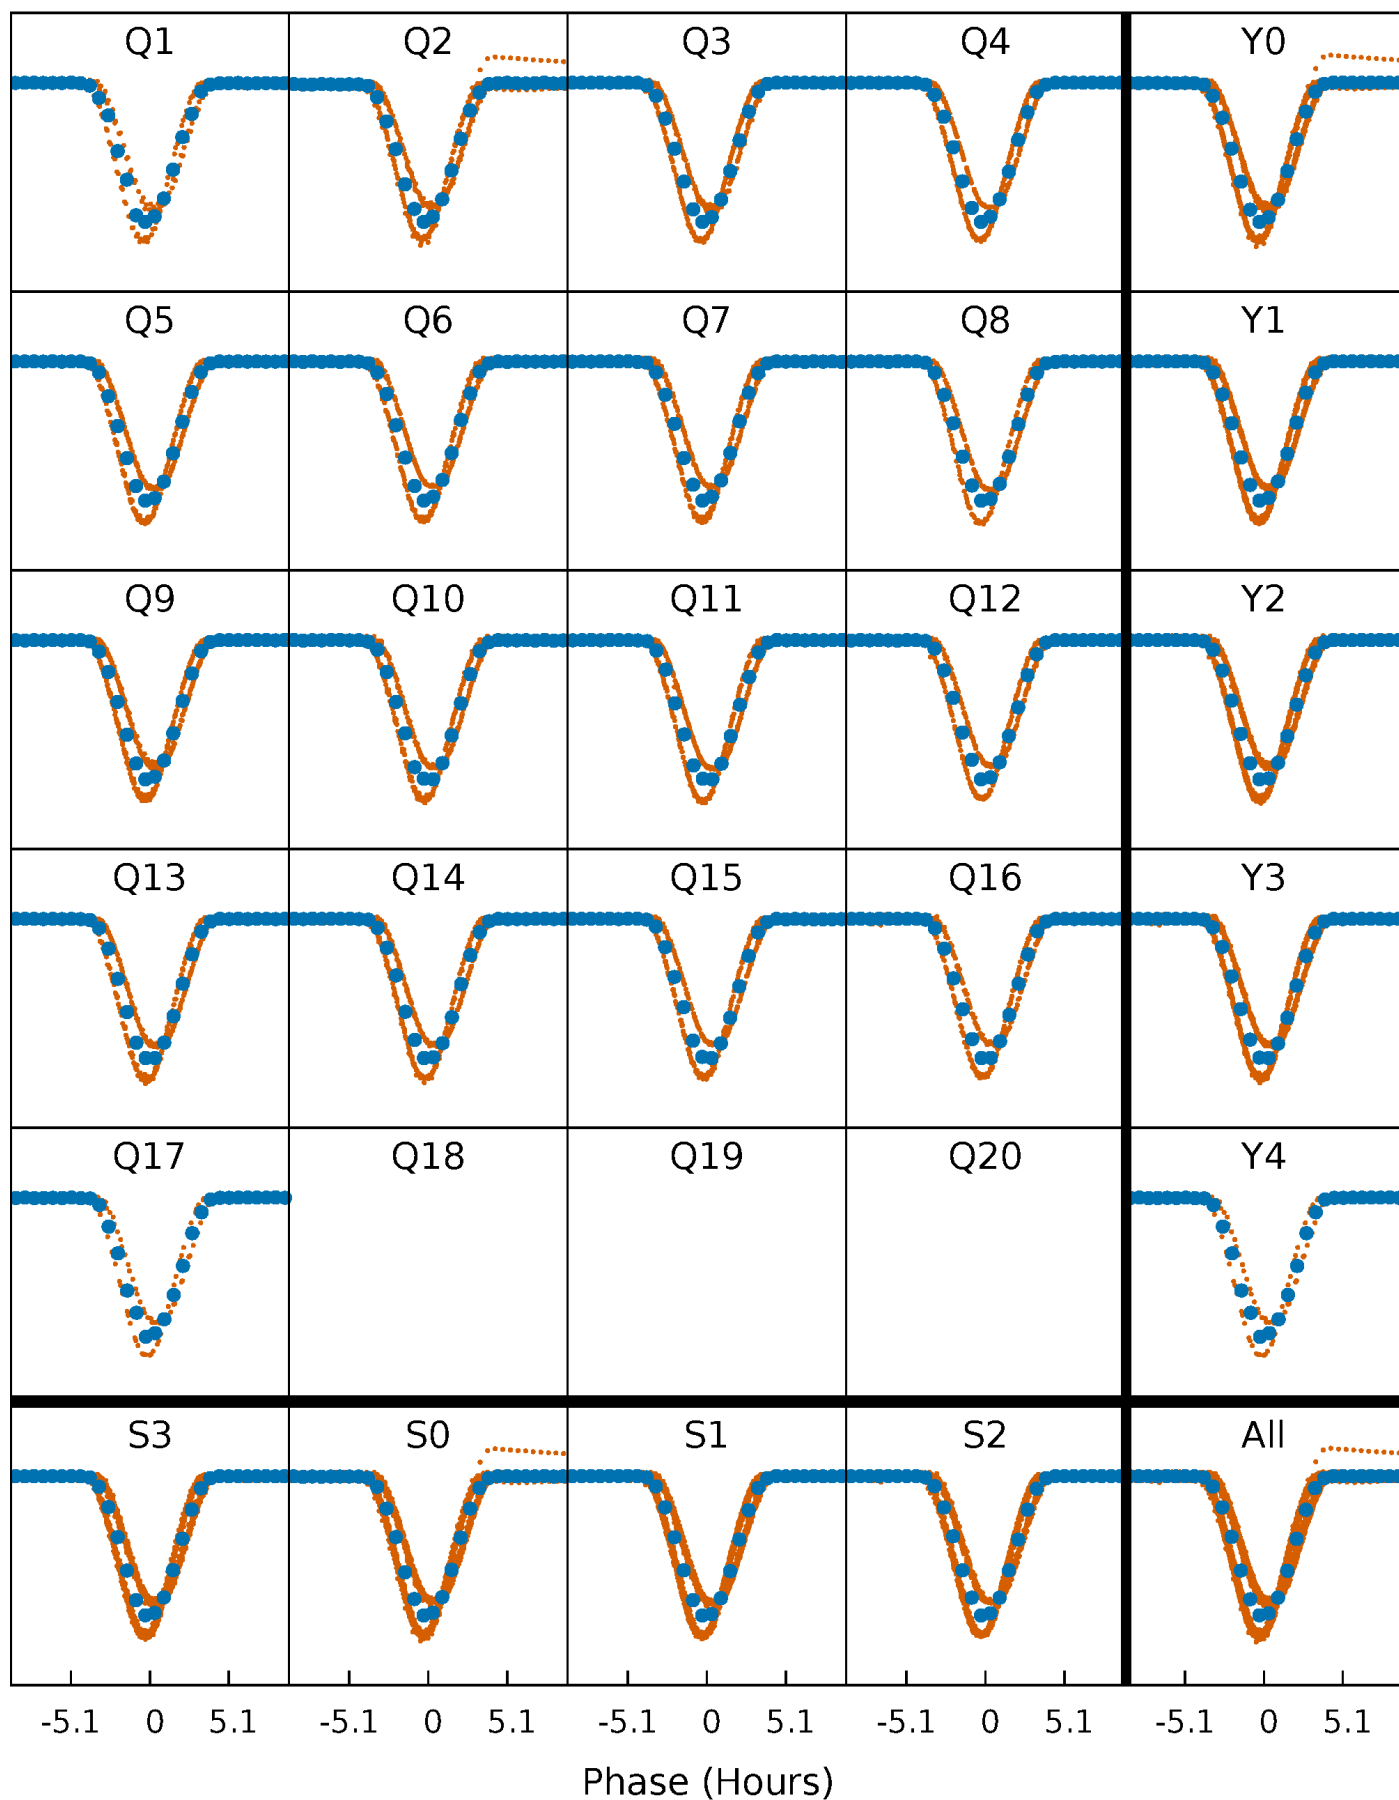 Q1 Q2 Q3 Q4 Y0
Q5 Q6 Q7 Q8 Y1
Q9 Q10 Q11 Q12 Y2
Q13 Q14 Q15 Q16 Y3
Q17 Q18 Q19 Q20 Y4
S3 S0 S1 S2 All
-5.1 0 5.1 -5.1 0 5.1 -5.1 0 5.1 -5.1 0 5.1 -5.1 0 5.1
Phase (Hours)